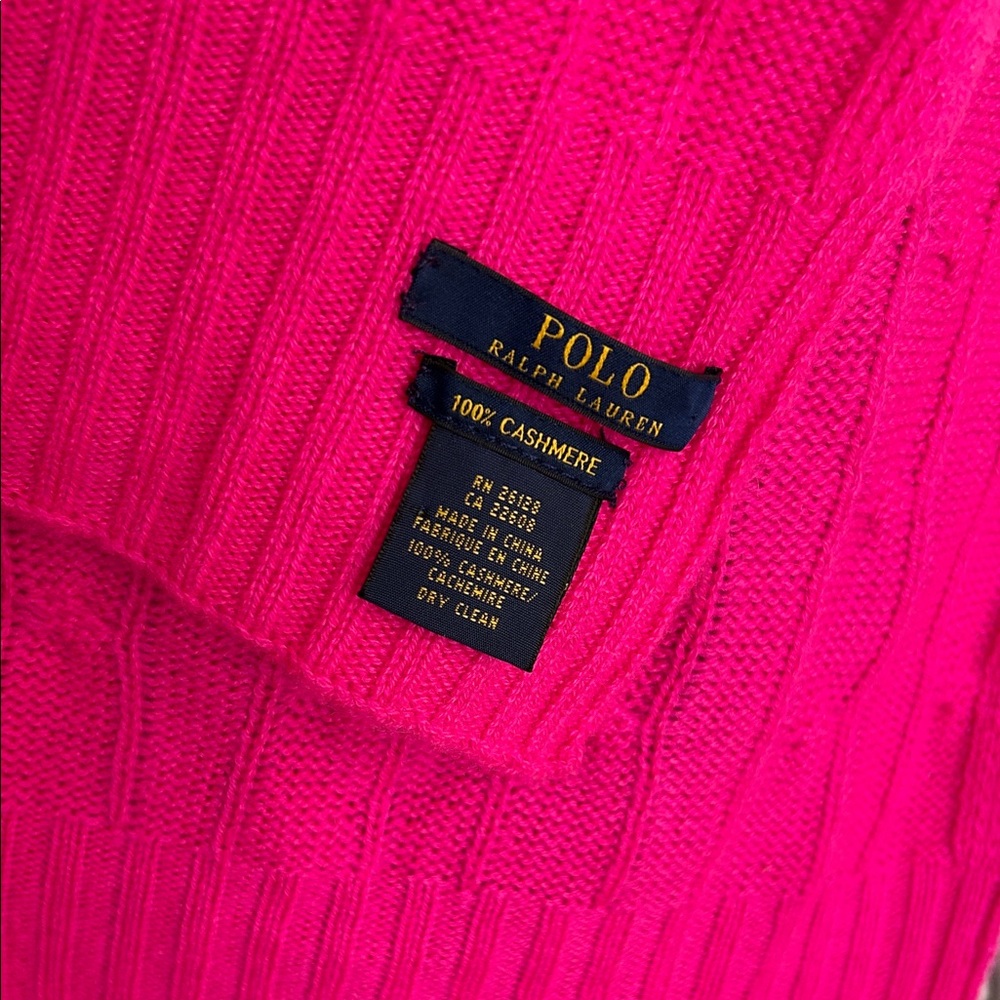 POLO
RALPH LAUREN
100% CASHMERE
RN 26128
CA 22608
MADE IN CHINA
FABRIQUE EN CHINE
100% CASHMERE/
CACHEMIRE
DRY CLEAN